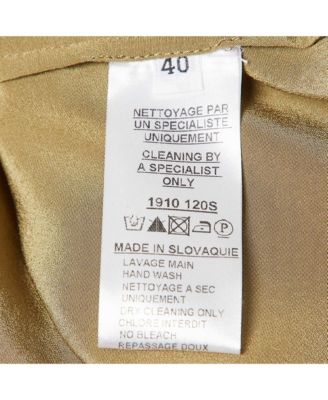 40
NETTOYAGE PAR
UN SPECIALISTE
UNIQUEMENT
CLEANING BY
A SPECIALIST
ONLY
1910 120S
MADE IN SLOVAQUIE
LAVAGE MAIN
HAND WASH
NETTOYAGE A SEC
UNIQUEMENT
DRY CLEANING ONLY
CHLORE INTERDIT
NO BLEACH
REPASSAGE DOUX